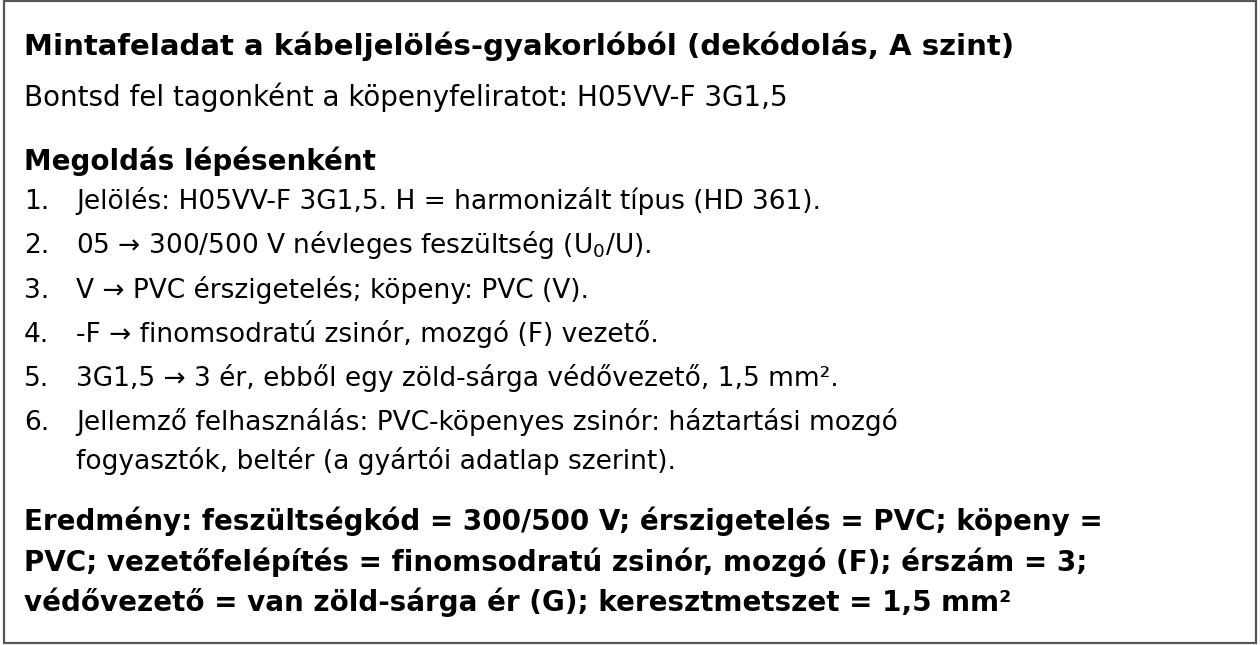 Mintafeladat a kábeljelölés-gyakorlóból (dekódolás, A szint)
Bontsd fel tagonként a köpenyfeliratot: H05VV-F 3G1,5
Megoldás lépésenként
1. Jelölés: H05VV-F 3G1,5. H = harmonizált típus (HD 361).
2. 05 → 300/500 V névleges feszültség (U₀/U).
3. V → PVC érszigetelés; köpeny: PVC (V).
4. -F → finomsodratú zsinór, mozgó (F) vezető.
5. 3G1,5 → 3 ér, ebből egy zöld-sárga védővezető, 1,5 mm².
6. Jellemző felhasználás: PVC-köpenyes zsinór: háztartási mozgó
fogyasztók, beltér (a gyártói adatlap szerint).
Eredmény: feszültségkód = 300/500 V; érszigetelés = PVC; köpeny =
PVC; vezetőfelépítés = finomsodratú zsinór, mozgó (F); érszám = 3;
védővezető = van zöld-sárga ér (G); keresztmetszet = 1,5 mm²